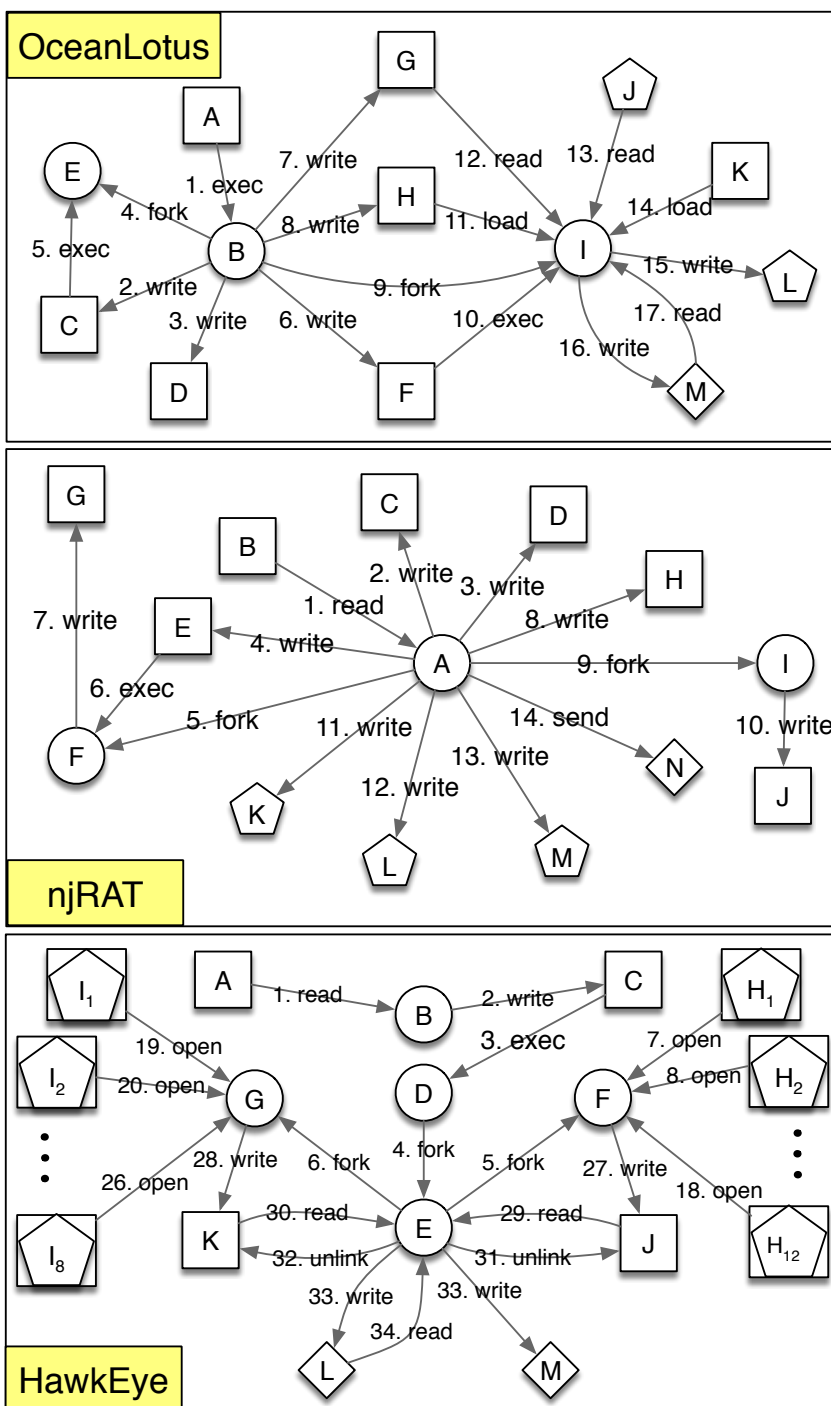 OceanLotus
G
J
A
K
E
7. write
12. read
13. read
1. exec
H
4. fork
8. write
11. load
14. load
5. exec
B
I
15. write
L
2. write
9. fork
C
3. write
6. write
10. exec
17. read
16. write
D
F
M
G
C
D
B
2. write
3. write
H
1. read
8. write
7. write
E
4. write
A
9. fork
I
6. exec
5. fork
11. write
14. send
10. write
F
13. write
N
12. write
K
J
L
M
njRAT
I1
A
C
H1
1. read
2. write
B
19. open
3. exec
7. open
I2
20. open
8. open
H2
G
D
F
28. write
6. fork
4. fork
5. fork
27. write
26. open
18. open
30. read
29. read
I8
K
E
J
H12
32. unlink
31. unlink
33. write
33. write
34. read
L
M
HawkEye